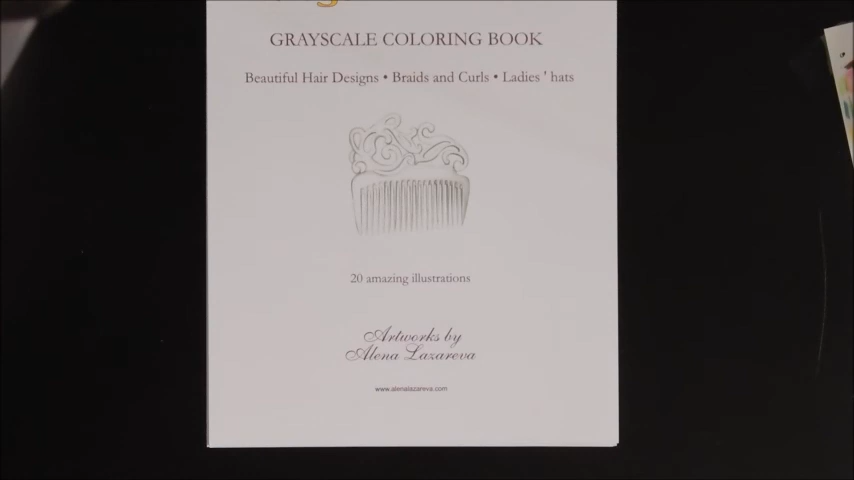 GRAYSCALE COLORING BOOK
Beautiful Hair Designs • Braids and Curls • Ladies ' hats
20 amazing illustrations
Artworks by
Alena Lazareva
www.alenalazareva.com